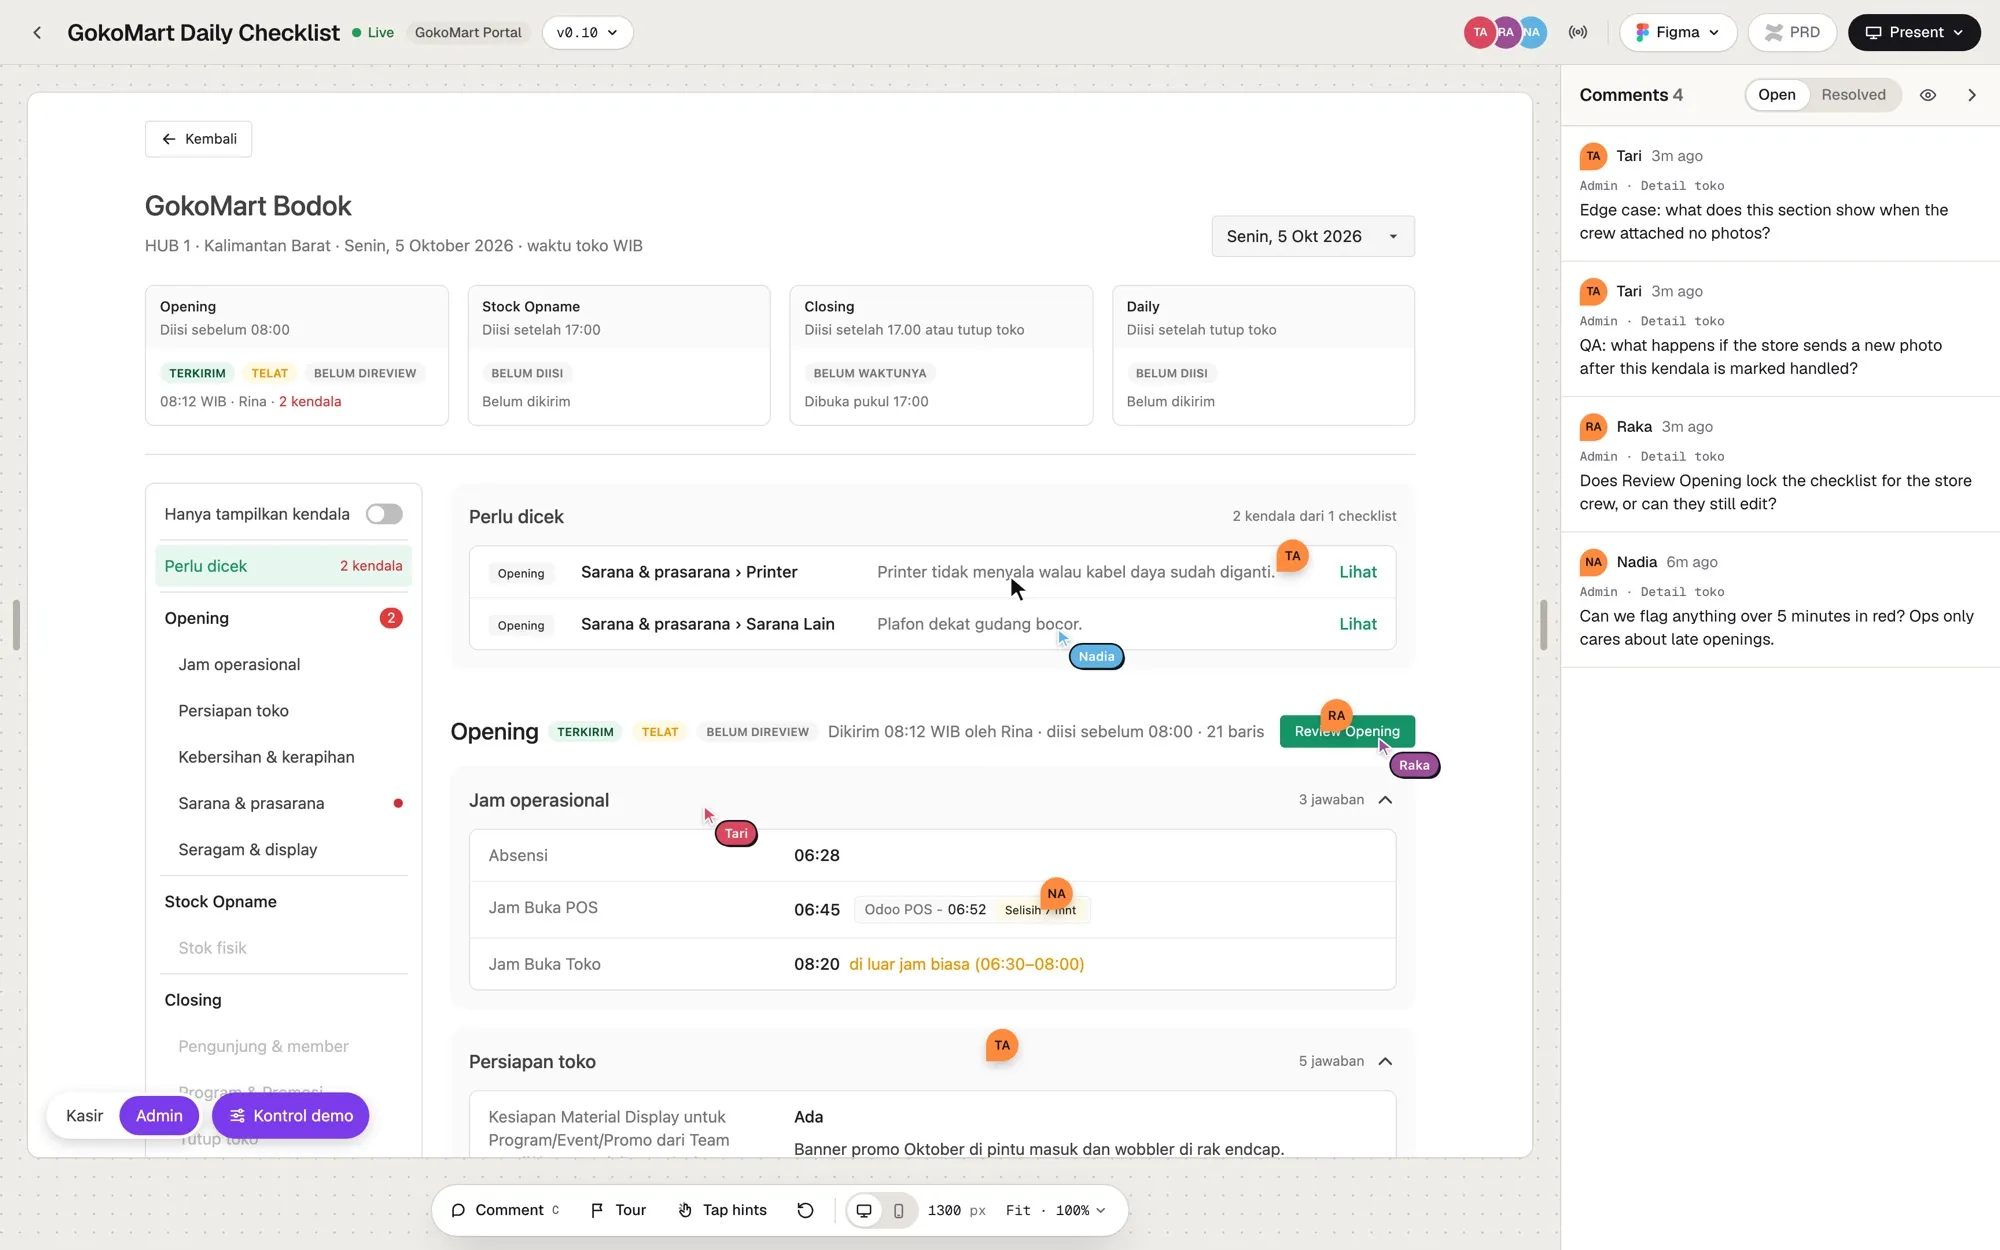 GokoMart Daily Checklist
Live
GokoMart Portal
v0.10
TA
RA
NA
Figma
PRD
Present
Kembali
GokoMart Bodok
HUB 1 · Kalimantan Barat · Senin, 5 Oktober 2026 · waktu toko WIB
Senin, 5 Okt 2026
Opening
Diisi sebelum 08:00
TERKIRIM
TELAT
BELUM DIREVIEW
08:12 WIB · Rina · 2 kendala
Stock Opname
Diisi setelah 17:00
BELUM DIISI
Belum dikirim
Closing
Diisi setelah 17.00 atau tutup toko
BELUM WAKTUNYA
Dibuka pukul 17:00
Daily
Diisi setelah tutup toko
BELUM DIISI
Belum dikirim
Hanya tampilkan kendala
Perlu dicek
2 kendala
Opening
2
Jam operasional
Persiapan toko
Kebersihan & kerapihan
Sarana & prasarana
Seragam & display
Stock Opname
Stok fisik
Closing
Pengunjung & member
Program & Promosi
Tutup toko
Kasir
Admin
Kontrol demo
Perlu dicek
2 kendala dari 1 checklist
Opening
Sarana & prasarana › Printer
Printer tidak menyala walau kabel daya sudah diganti.
TA
Lihat
Opening
Sarana & prasarana › Sarana Lain
Plafon dekat gudang bocor.
Lihat
Nadia
Opening
TERKIRIM
TELAT
BELUM DIREVIEW
Dikirim 08:12 WIB oleh Rina · diisi sebelum 08:00 · 21 baris
RA
Review Opening
Raka
Jam operasional
3 jawaban
Tari
Absensi
06:28
Jam Buka POS
06:45
Odoo POS - 06:52
Selisih 7 mnt
NA
Jam Buka Toko
08:20
di luar jam biasa (06:30–08:00)
TA
Persiapan toko
5 jawaban
Kesiapan Material Display untuk
Program/Event/Promo dari Team
Ada
Banner promo Oktober di pintu masuk dan wobbler di rak endcap.
Comment C
Tour
Tap hints
1300 px
Fit · 100%
Comments 4
Open
Resolved
TA
Tari 3m ago
Admin · Detail toko
Edge case: what does this section show when the
crew attached no photos?
TA
Tari 3m ago
Admin · Detail toko
QA: what happens if the store sends a new photo
after this kendala is marked handled?
RA
Raka 3m ago
Admin · Detail toko
Does Review Opening lock the checklist for the store
crew, or can they still edit?
NA
Nadia 6m ago
Admin · Detail toko
Can we flag anything over 5 minutes in red? Ops only
cares about late openings.